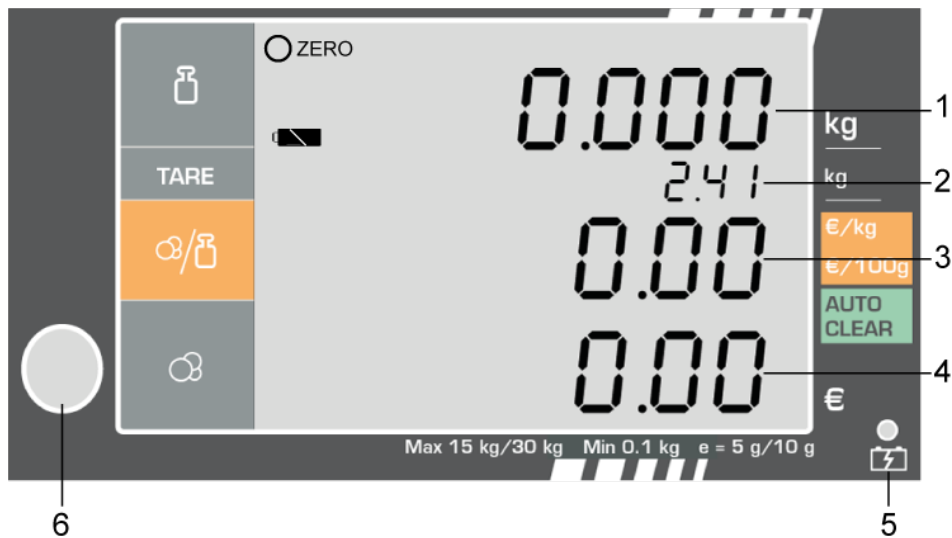 ZERO
0.000
1
kg
TARE
2.41
2
kg
€/kg
0.00
3
€/100g
AUTO
CLEAR
0.00
4
€
Max 15 kg/30 kg Min 0.1 kg e = 5 g/10 g
6
5